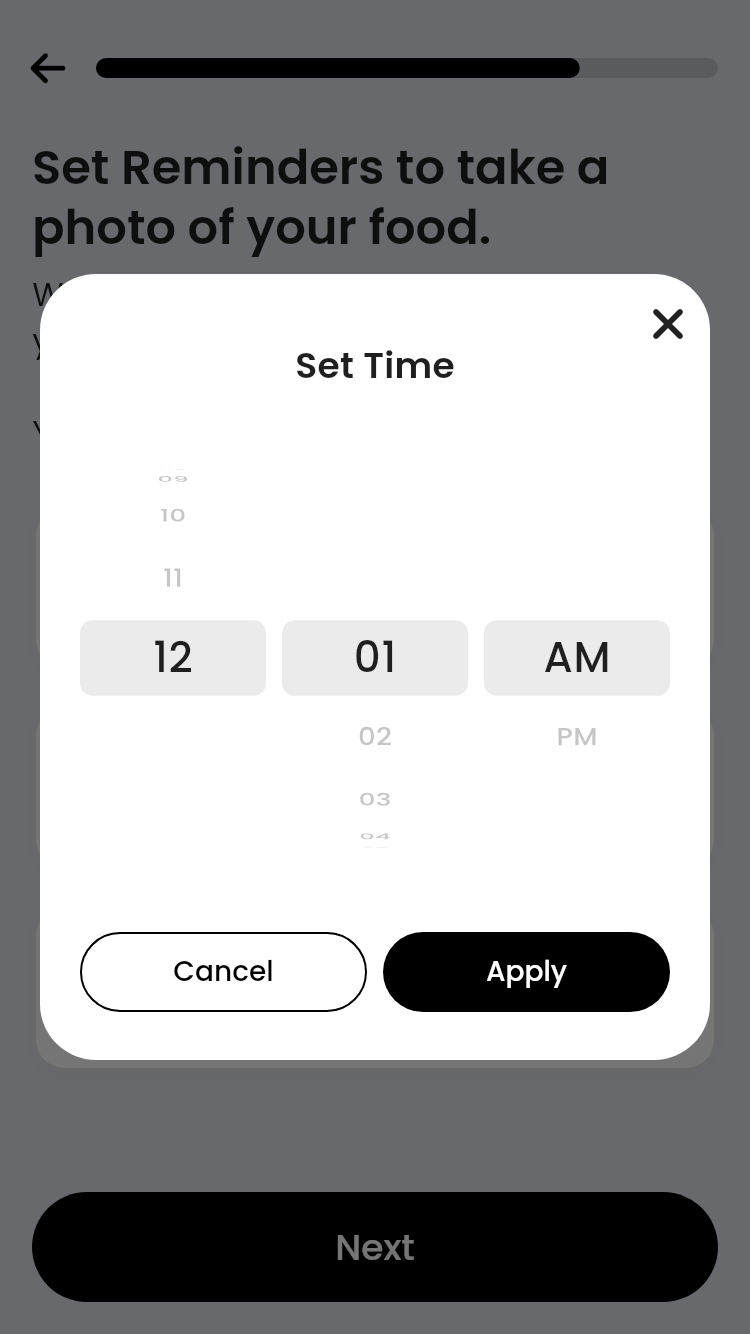 Set Reminders to take a
photo of your food.
Set Time
09
10
11
12 01 AM
02 PM
03
04
Cancel Apply
Next